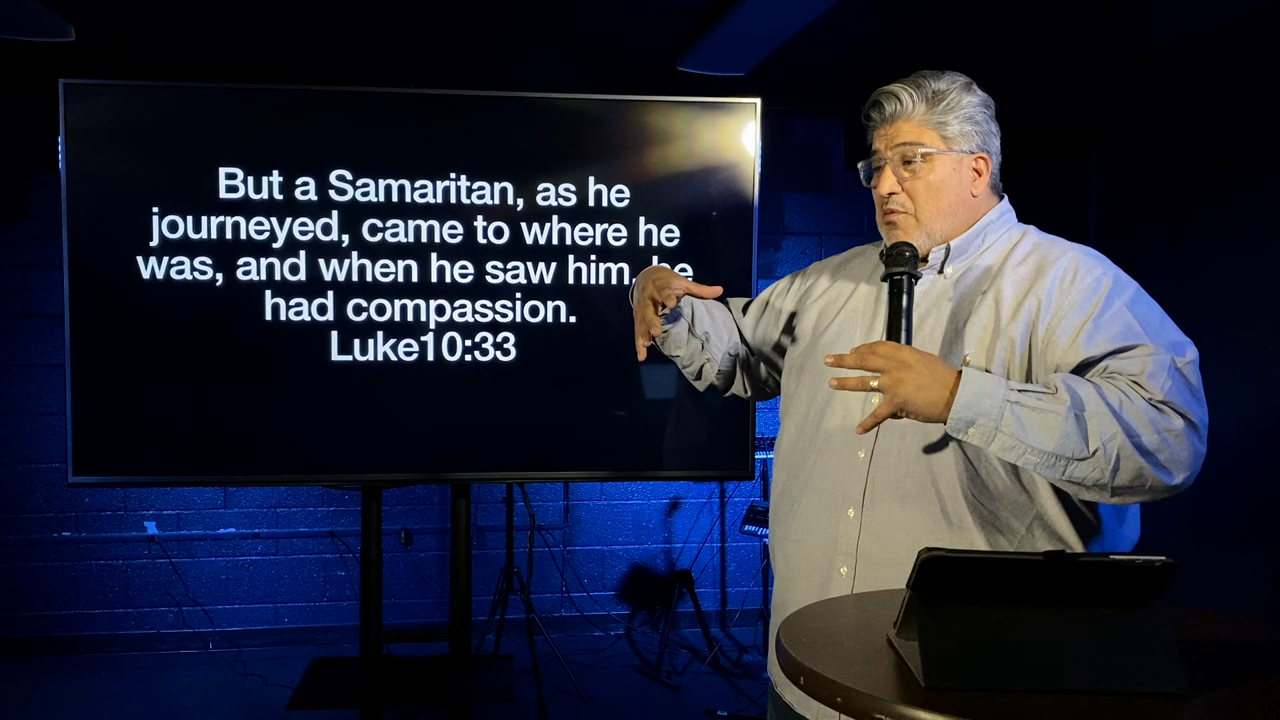 But a Samaritan, as he
journeyed, came to where he
was, and when he saw him, he
had compassion.
Luke10:33